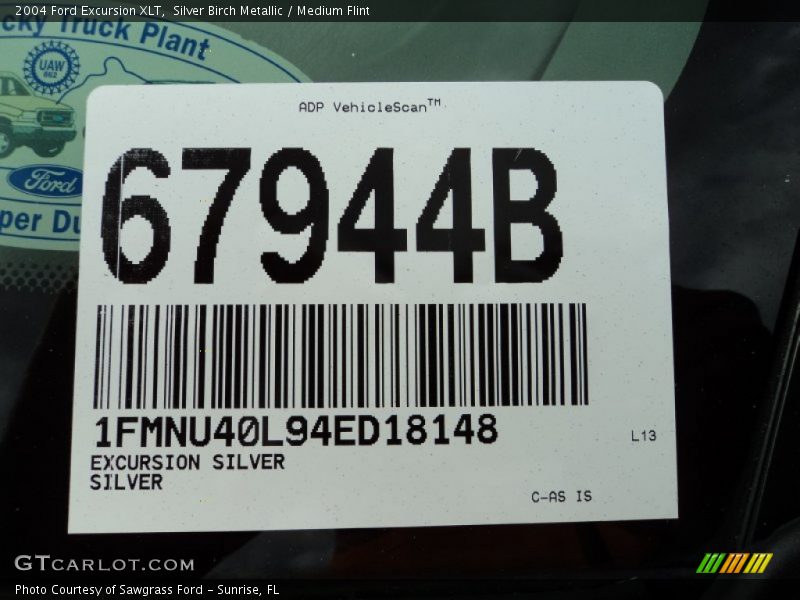 2004 Ford Excursion XLT, Silver Birch Metallic / Medium Flint
cky Truck Plant
UAW
862
Ford
per Du
ADP VehicleScan™
67944B
1FMNU40L94ED18148
EXCURSION SILVER
SILVER
L13
C-AS IS
GTCARLOT.COM
Photo Courtesy of Sawgrass Ford - Sunrise, FL